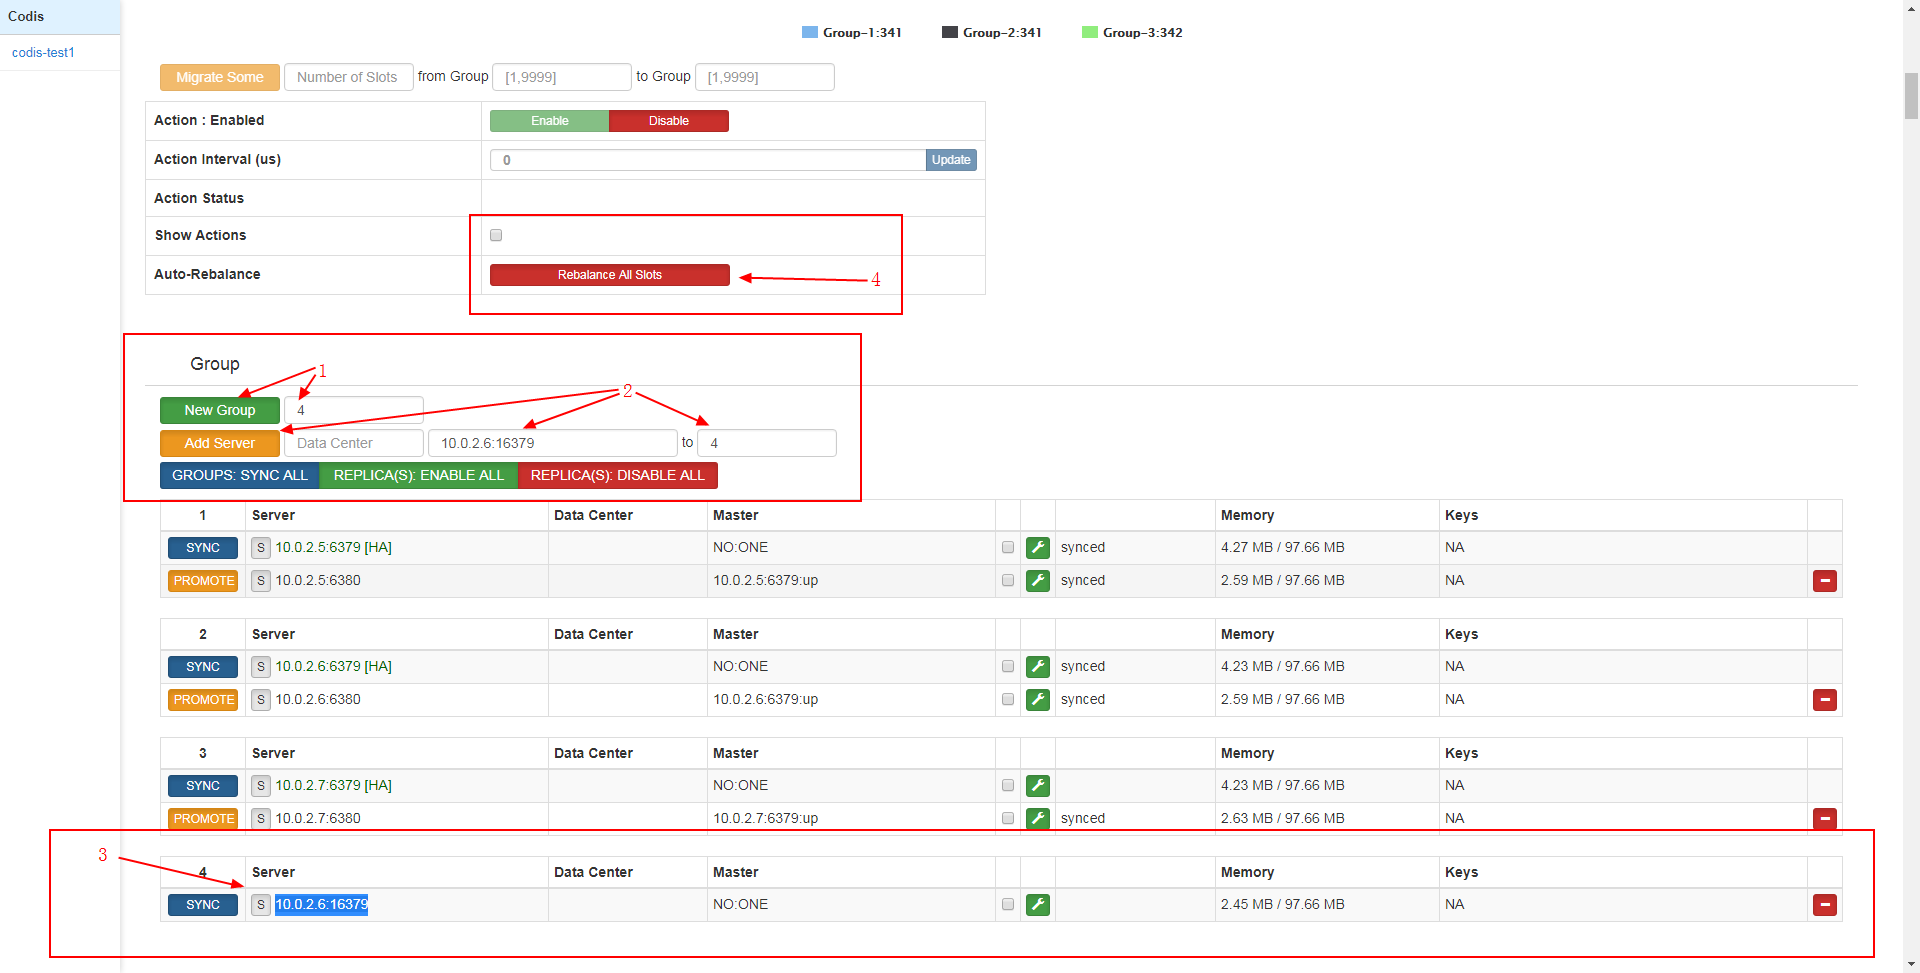 Codis
codis-test1
Group-1:341 Group-2:341 Group-3:342
Migrate Some Number of Slots from Group [1,9999] to Group [1,9999]
Action : Enabled Enable Disable
Action Interval (us) 0 Update
Action Status
Show Actions
Auto-Rebalance Rebalance All Slots 4
Group
1
2
New Group 4
Add Server Data Center 10.0.2.6:16379 to 4
GROUPS: SYNC ALL REPLICA(S): ENABLE ALL REPLICA(S): DISABLE ALL
1 Server Data Center Master Memory Keys
SYNC S 10.0.2.5:6379 [HA] NO:ONE synced 4.27 MB / 97.66 MB NA
PROMOTE S 10.0.2.5:6380 10.0.2.5:6379:up synced 2.59 MB / 97.66 MB NA
2 Server Data Center Master Memory Keys
SYNC S 10.0.2.6:6379 [HA] NO:ONE synced 4.23 MB / 97.66 MB NA
PROMOTE S 10.0.2.6:6380 10.0.2.6:6379:up synced 2.59 MB / 97.66 MB NA
3 Server Data Center Master Memory Keys
SYNC S 10.0.2.7:6379 [HA] NO:ONE 4.23 MB / 97.66 MB NA
PROMOTE S 10.0.2.7:6380 10.0.2.7:6379:up synced 2.63 MB / 97.66 MB NA
3
4 Server Data Center Master Memory Keys
SYNC S 10.0.2.6:16379 NO:ONE 2.45 MB / 97.66 MB NA